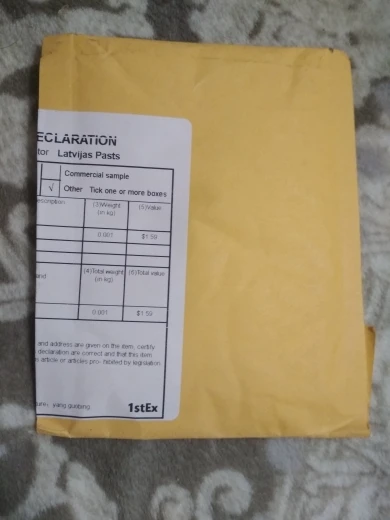 ECLARATION
tor Latvijas Pasts
Commercial sample
√ Other Tick one or more boxes
escription (3)Weight (in kg) (5)Value
0.001 $1.59
and (4)Total weight (in kg) (6)Total value
0.001 $1.59
and address are given on the item, certify
declaration are correct and that this item
article or articles pro- hibited by legislation
1stEx